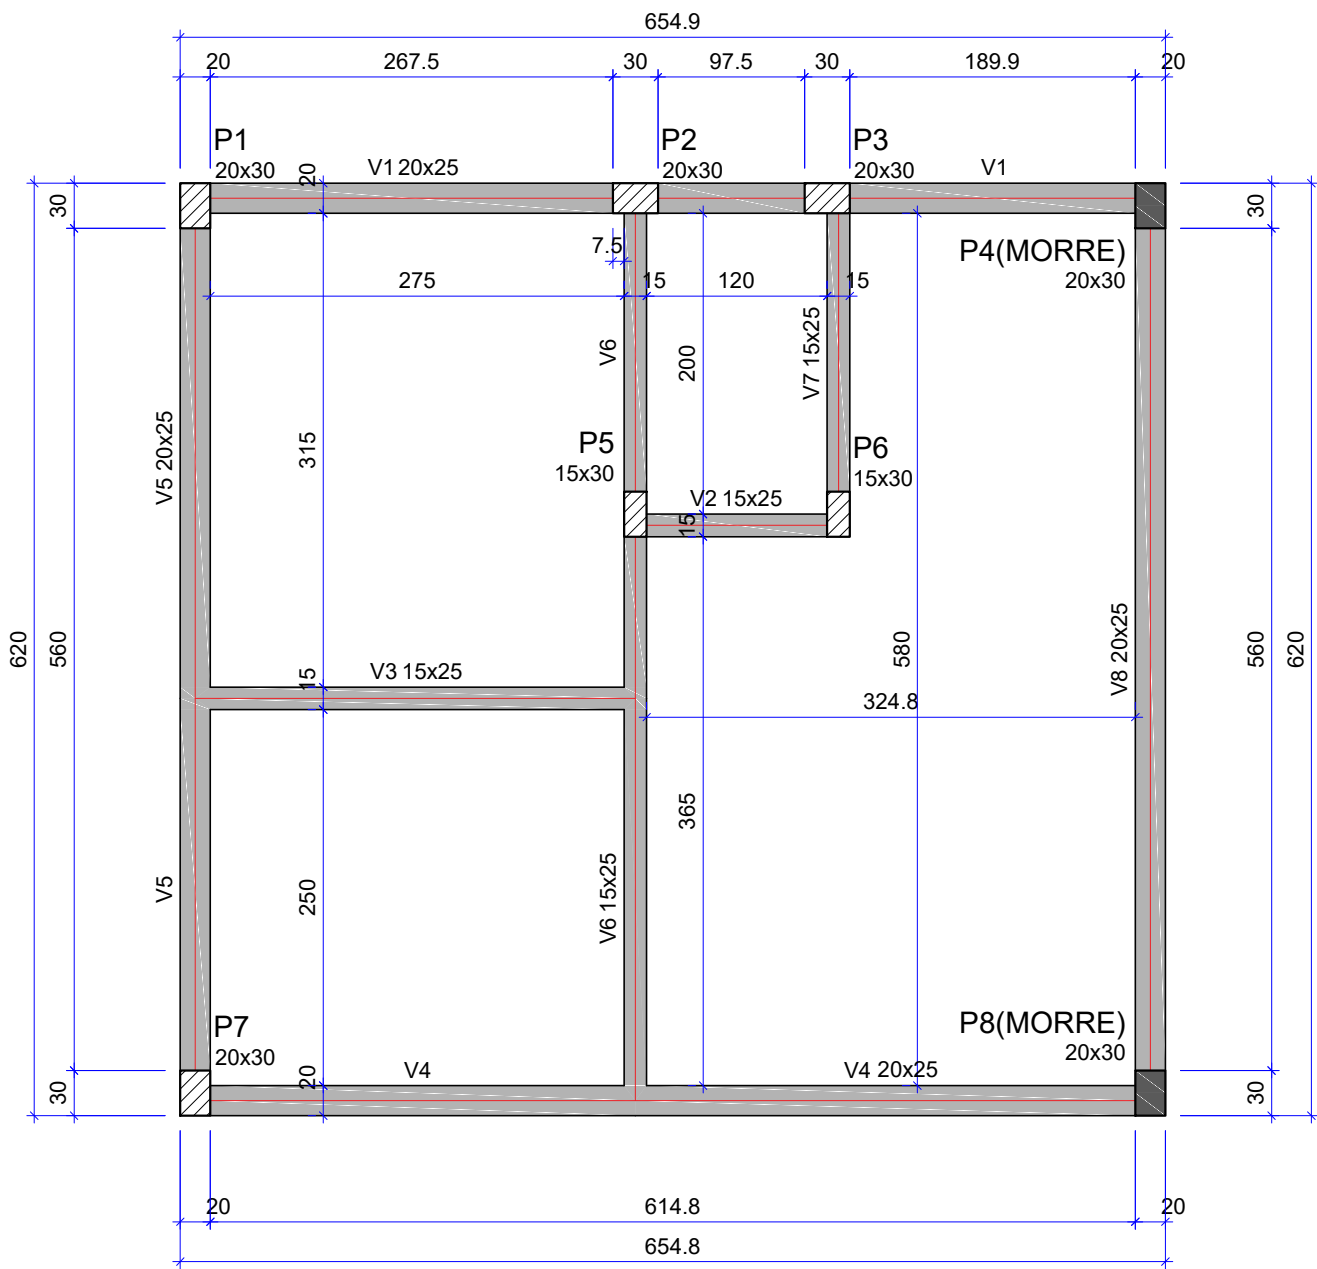 654.9
20 267.5 30 97.5 30 189.9 20
P1 P2 P3
20x30 V1 20x25 20x30 20x30 V1
20
30 30
7.5 P4(MORRE)
20x30
275 15 120 15
V6 200 V7 15x25
V5 20x25 315 P5 P6
15x30 15x30
V2 15x25
15
620 560 V3 15x25 15 580 V8 20x25 560 620
324.8
V5 250 V6 15x25 365
P7 P8(MORRE)
20x30 20x30
V4 V4 20x25
20
30 30
20 614.8 20
654.8